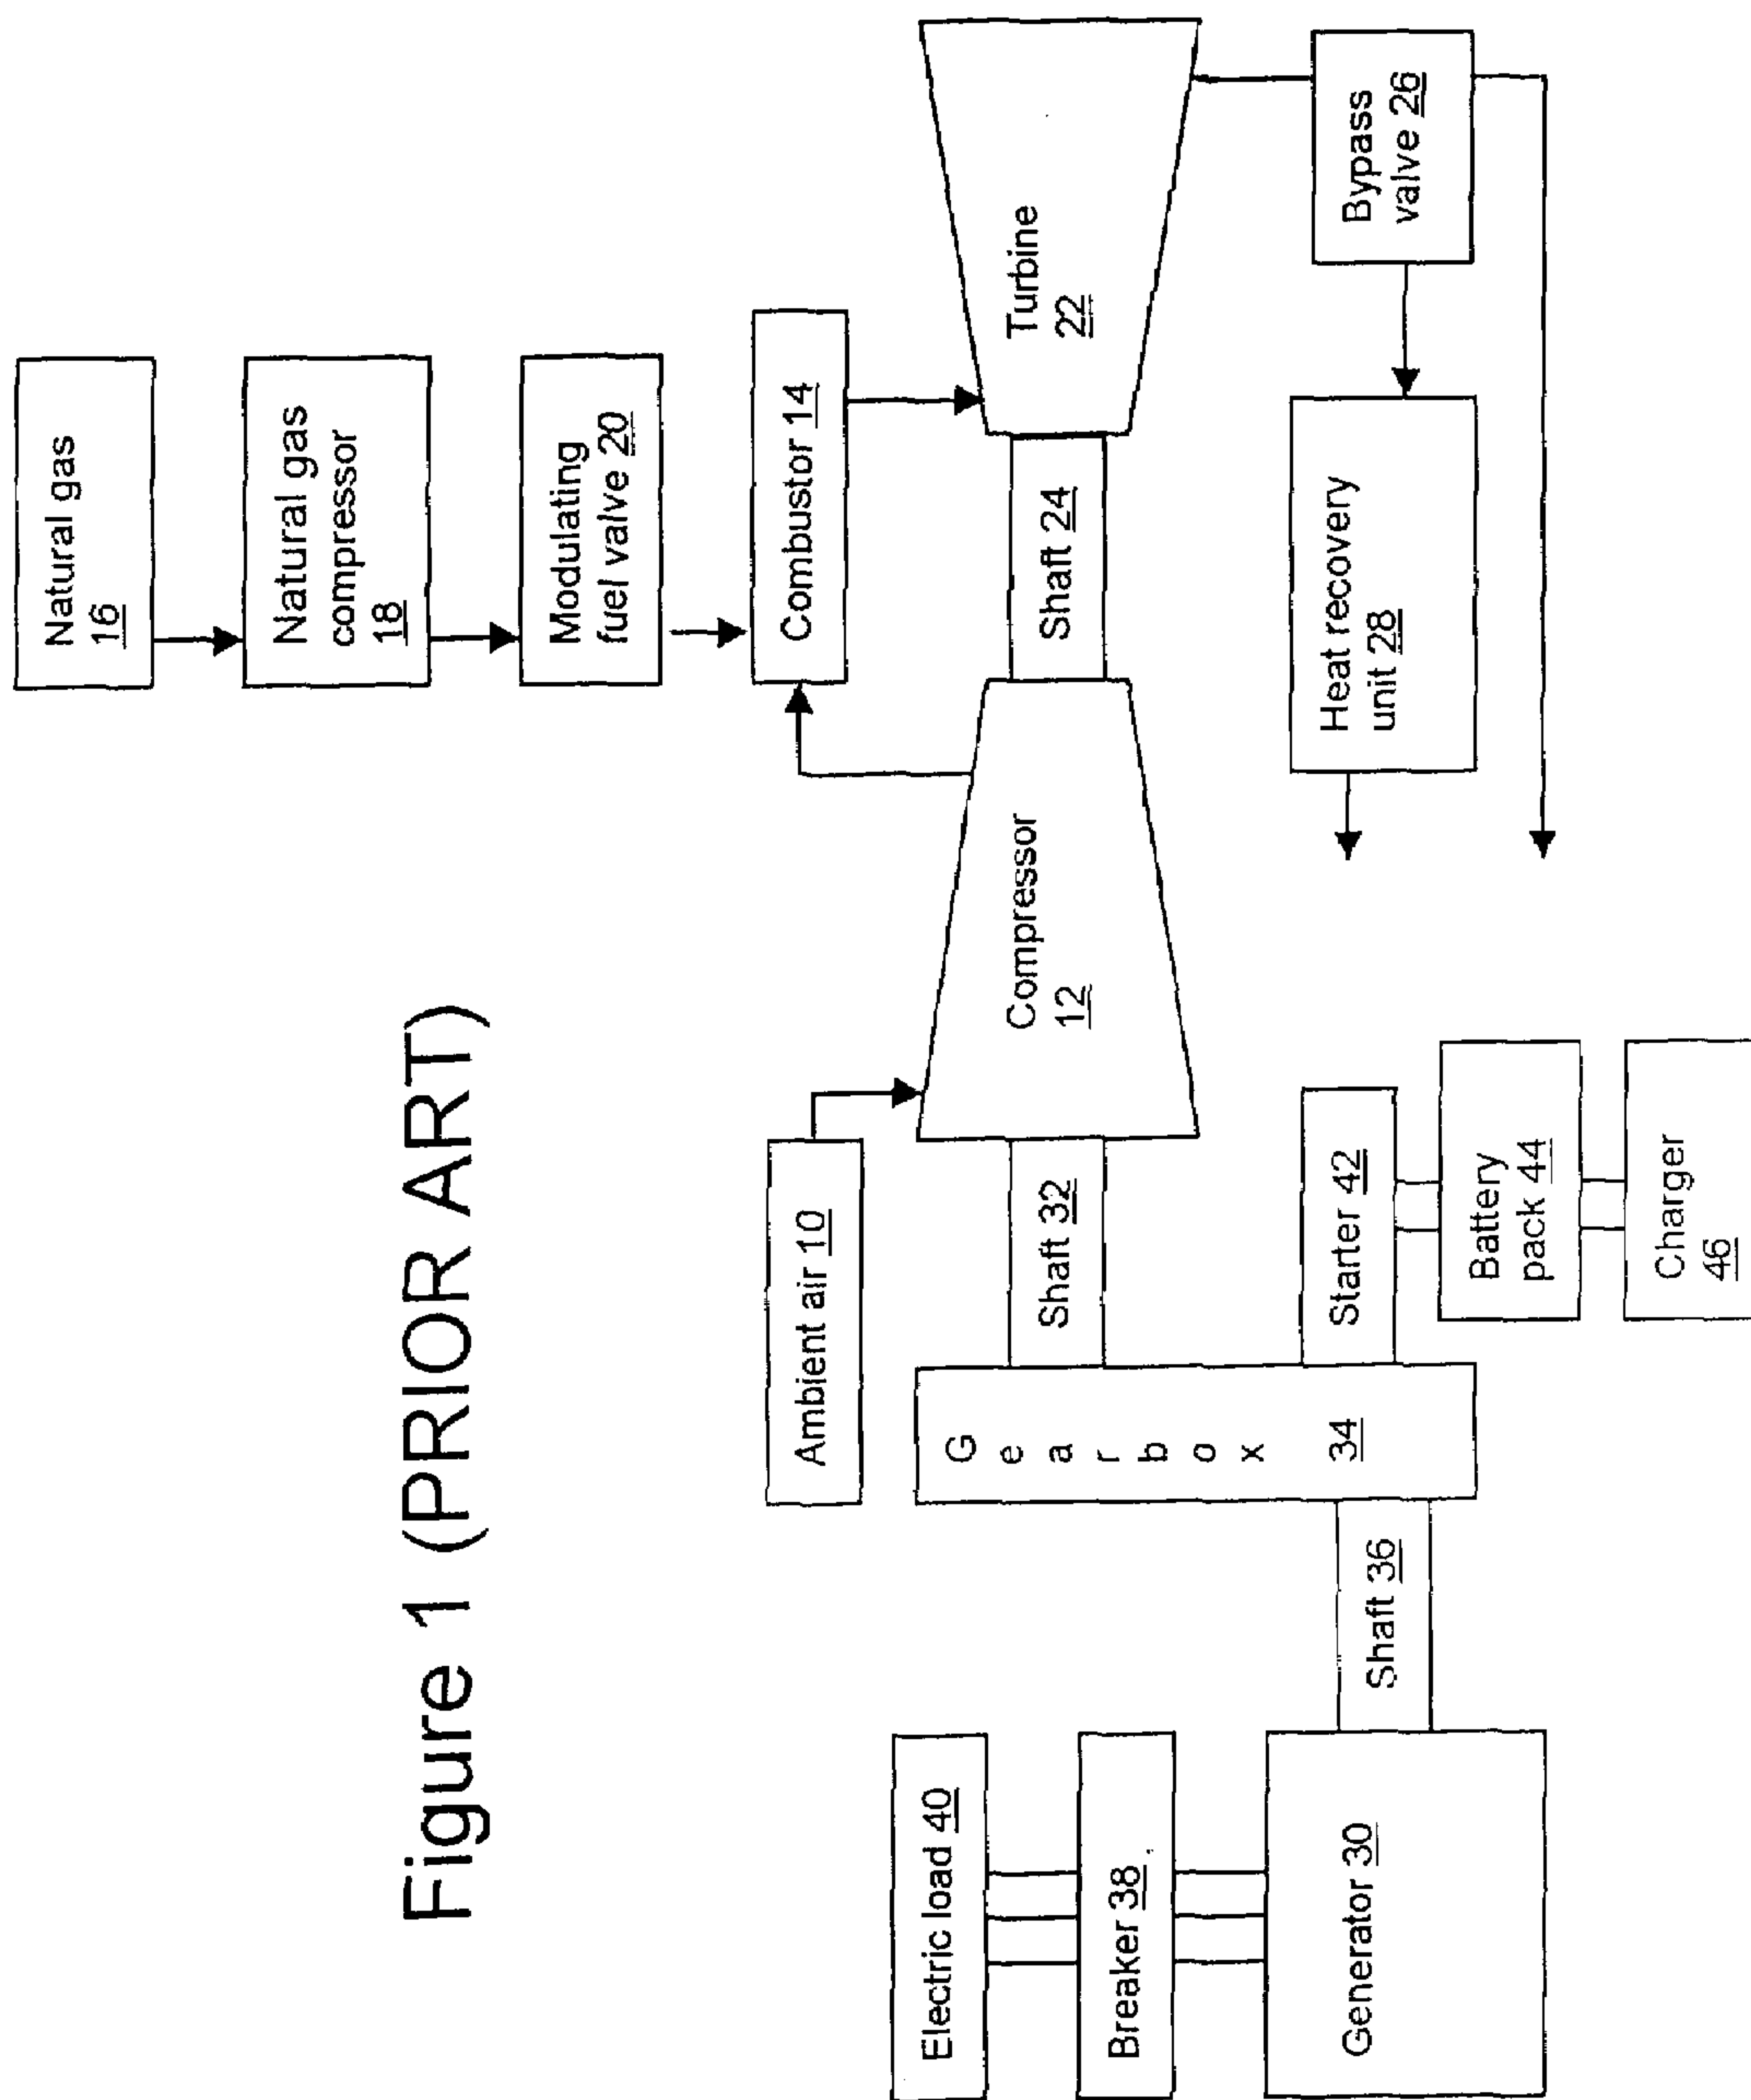 Figure 1 (PRIOR ART)
Natural gas
16
Natural gas
compressor
18
Modulating
fuel valve 20
Combustor 14
Ambient air 10
Compressor
12
Shaft 24
Turbine
22
Bypass
valve 26
Heat recovery
unit 28
Shaft 32
Gearbox
34
Starter 42
Battery
pack 44
Charger
46
Shaft 36
Electric load 40
Breaker 38
Generator 30